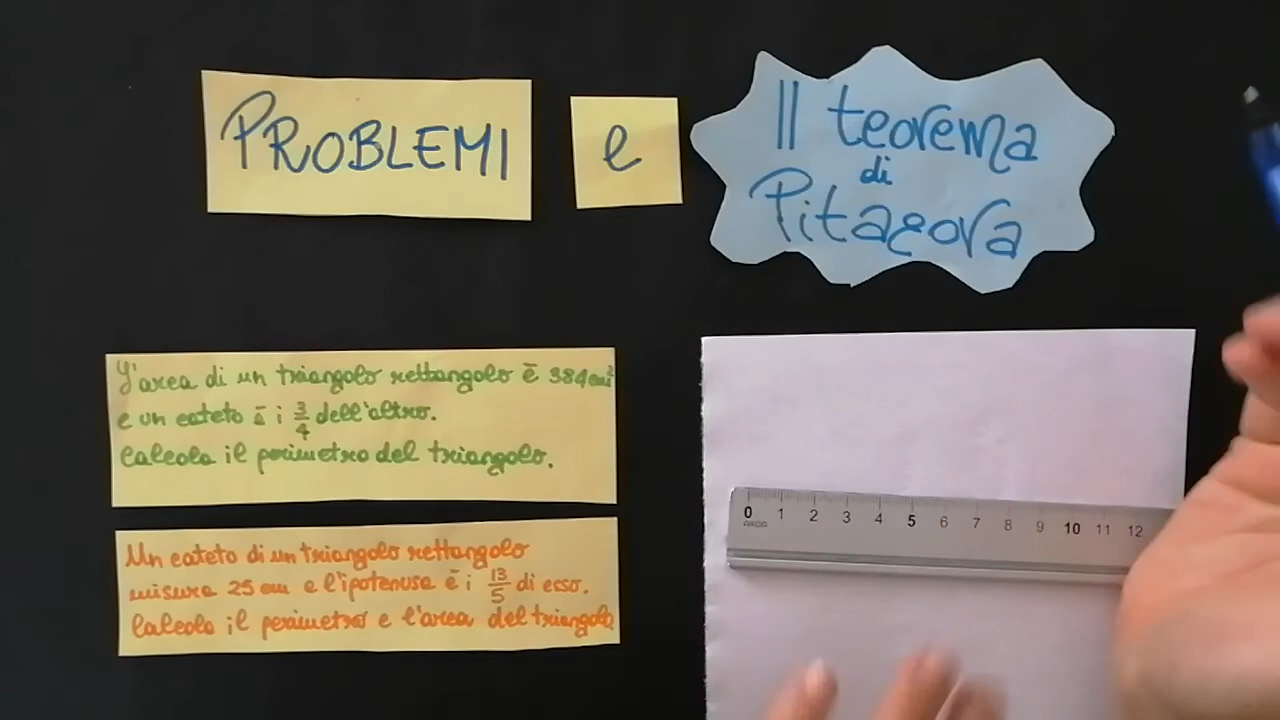 PROBLEMI e Il teorema
di
Pitagora
L'area di un triangolo rettangolo è 384 cm²
e un cateto è i 3/4 dell'altro.
Calcola il perimetro del triangolo.
Un cateto di un triangolo rettangolo
misura 25 cm e l'ipotenusa è i 13/5 di esso.
Calcola il perimetro e l'area del triangolo
0 1 2 3 4 5 6 7 8 9 10 11 12